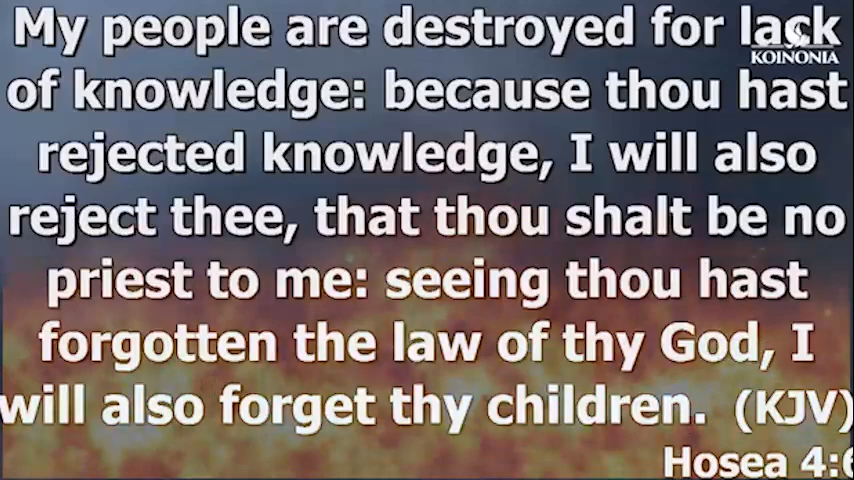 My people are destroyed for lack
KOINONIA
of knowledge: because thou hast
rejected knowledge, I will also
reject thee, that thou shalt be no
priest to me: seeing thou hast
forgotten the law of thy God, I
will also forget thy children. (KJV)
Hosea 4:6